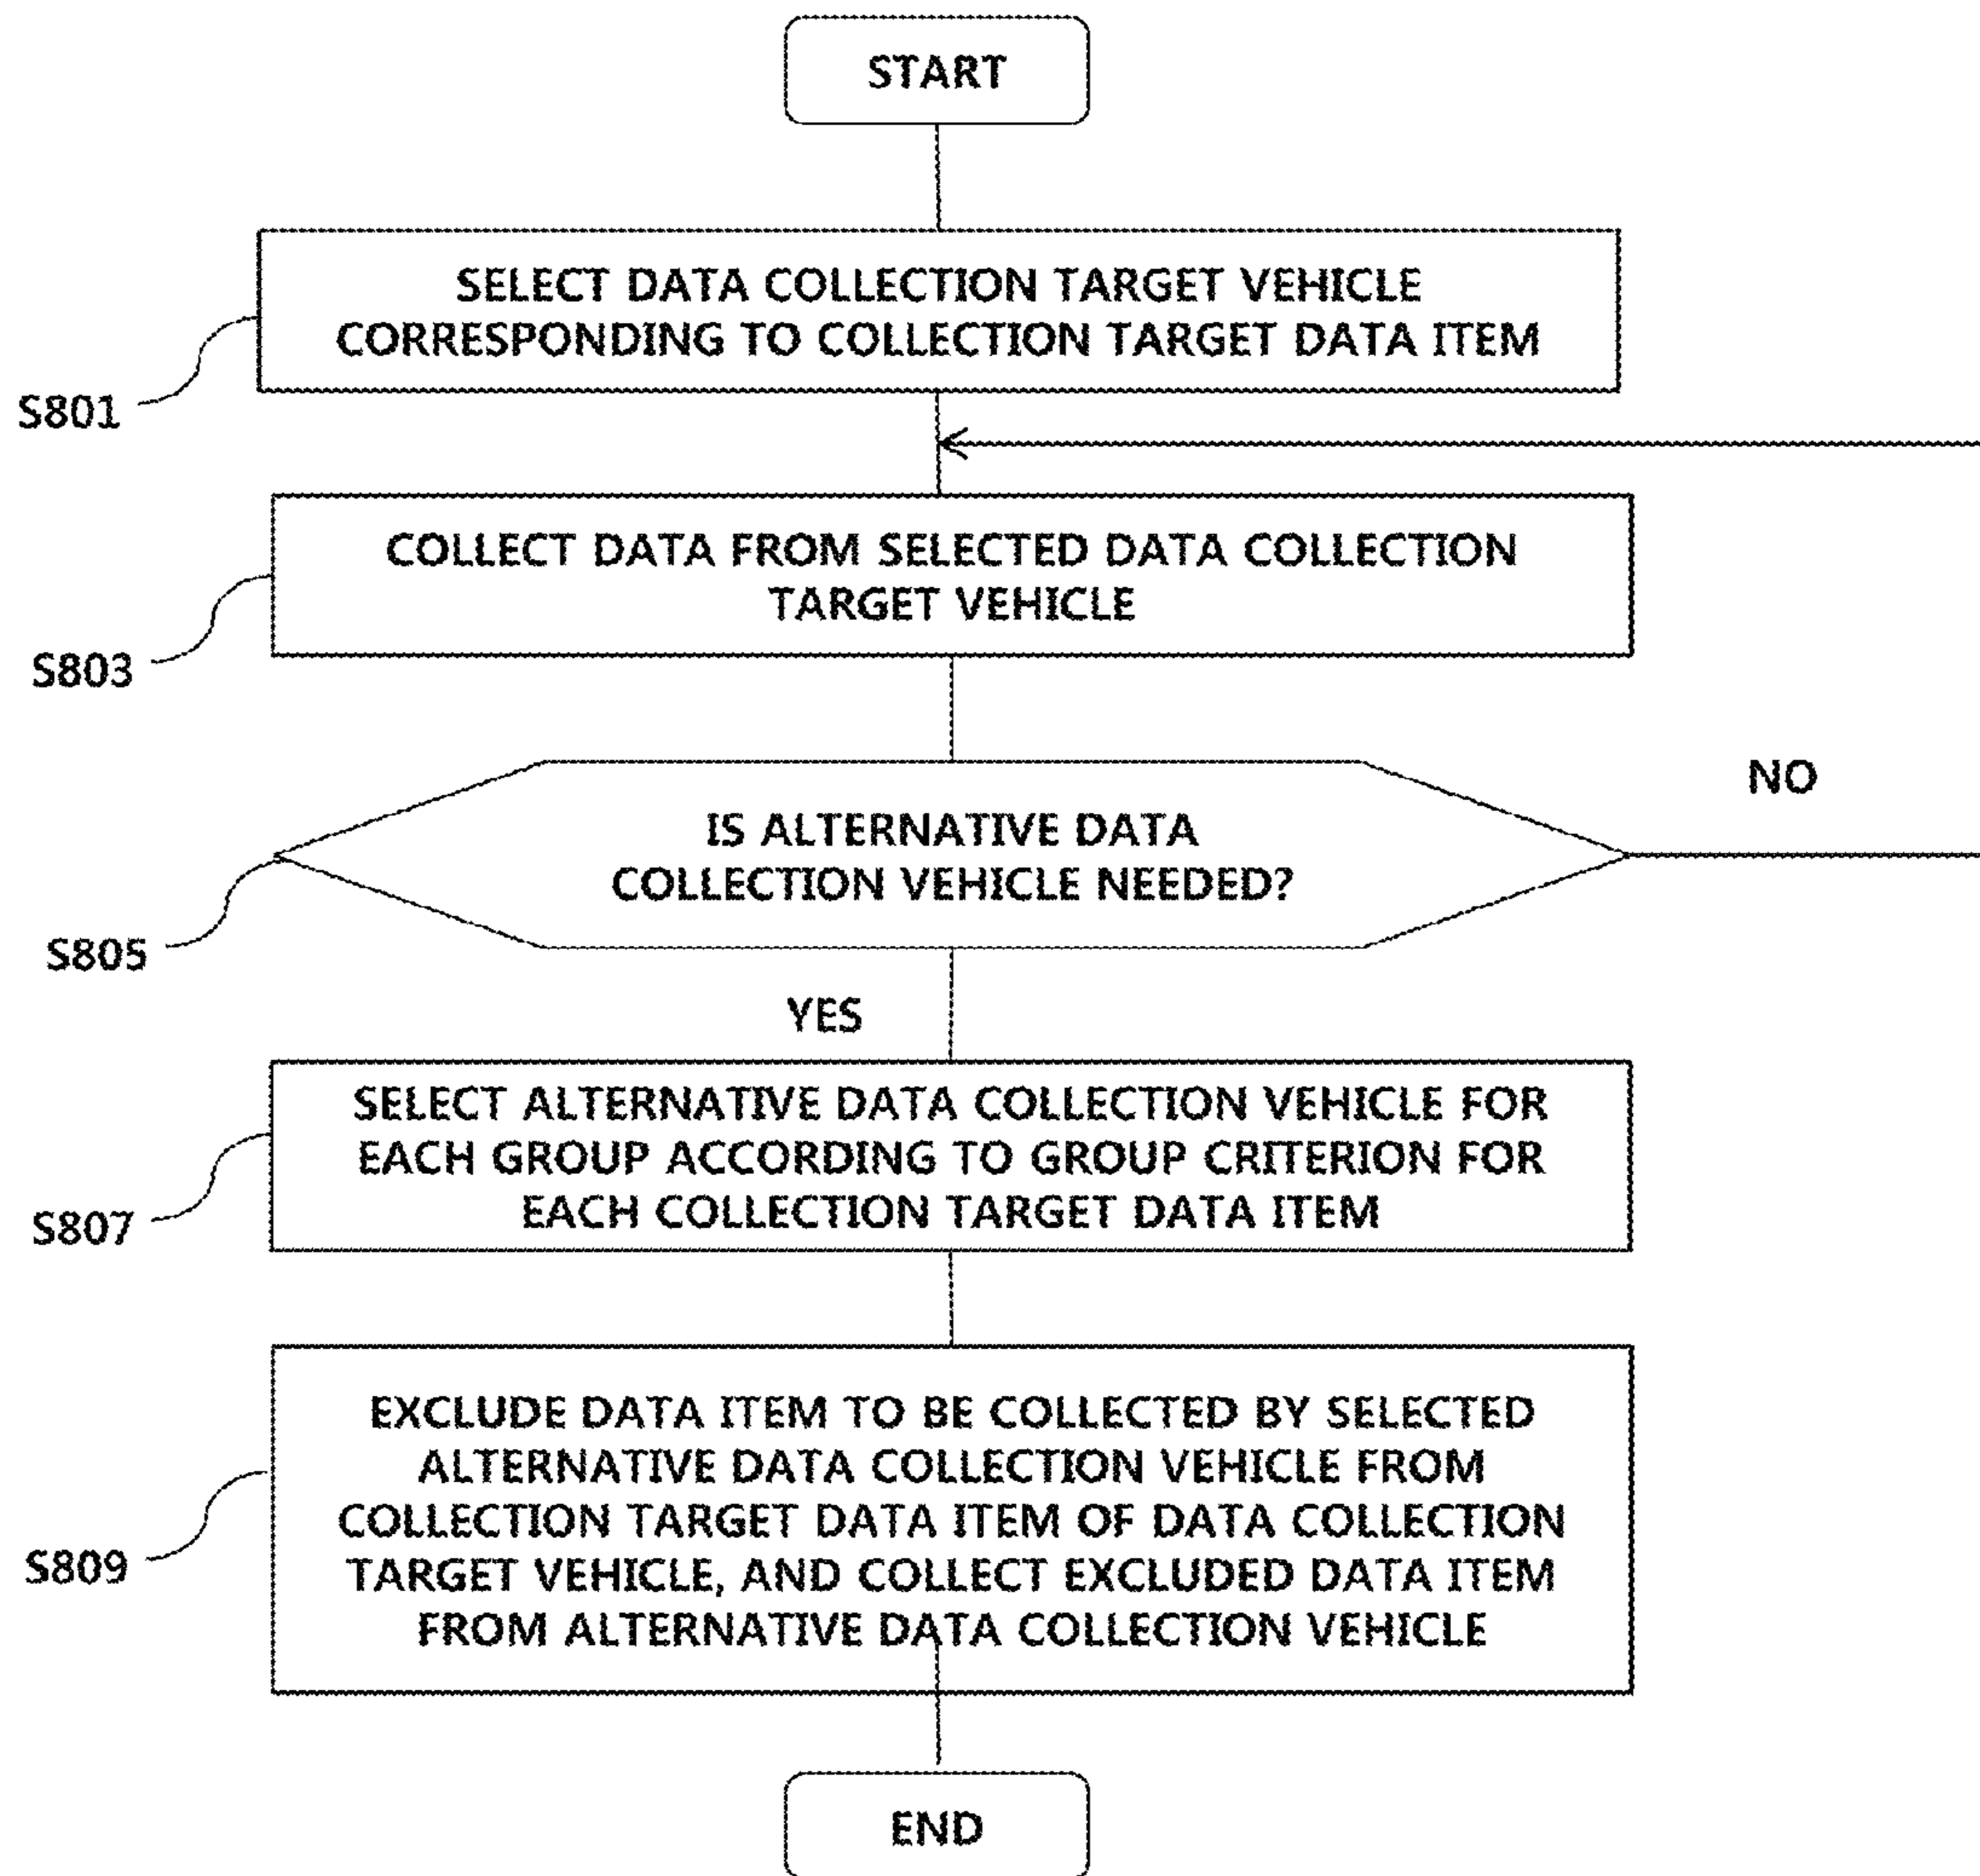 START
SELECT DATA COLLECTION TARGET VEHICLE
CORRESPONDING TO COLLECTION TARGET DATA ITEM
S801
COLLECT DATA FROM SELECTED DATA COLLECTION
TARGET VEHICLE
S803
IS ALTERNATIVE DATA
COLLECTION VEHICLE NEEDED?
NO
S805
YES
SELECT ALTERNATIVE DATA COLLECTION VEHICLE FOR
EACH GROUP ACCORDING TO GROUP CRITERION FOR
EACH COLLECTION TARGET DATA ITEM
S807
EXCLUDE DATA ITEM TO BE COLLECTED BY SELECTED
ALTERNATIVE DATA COLLECTION VEHICLE FROM
COLLECTION TARGET DATA ITEM OF DATA COLLECTION
TARGET VEHICLE, AND COLLECT EXCLUDED DATA ITEM
FROM ALTERNATIVE DATA COLLECTION VEHICLE
S809
END